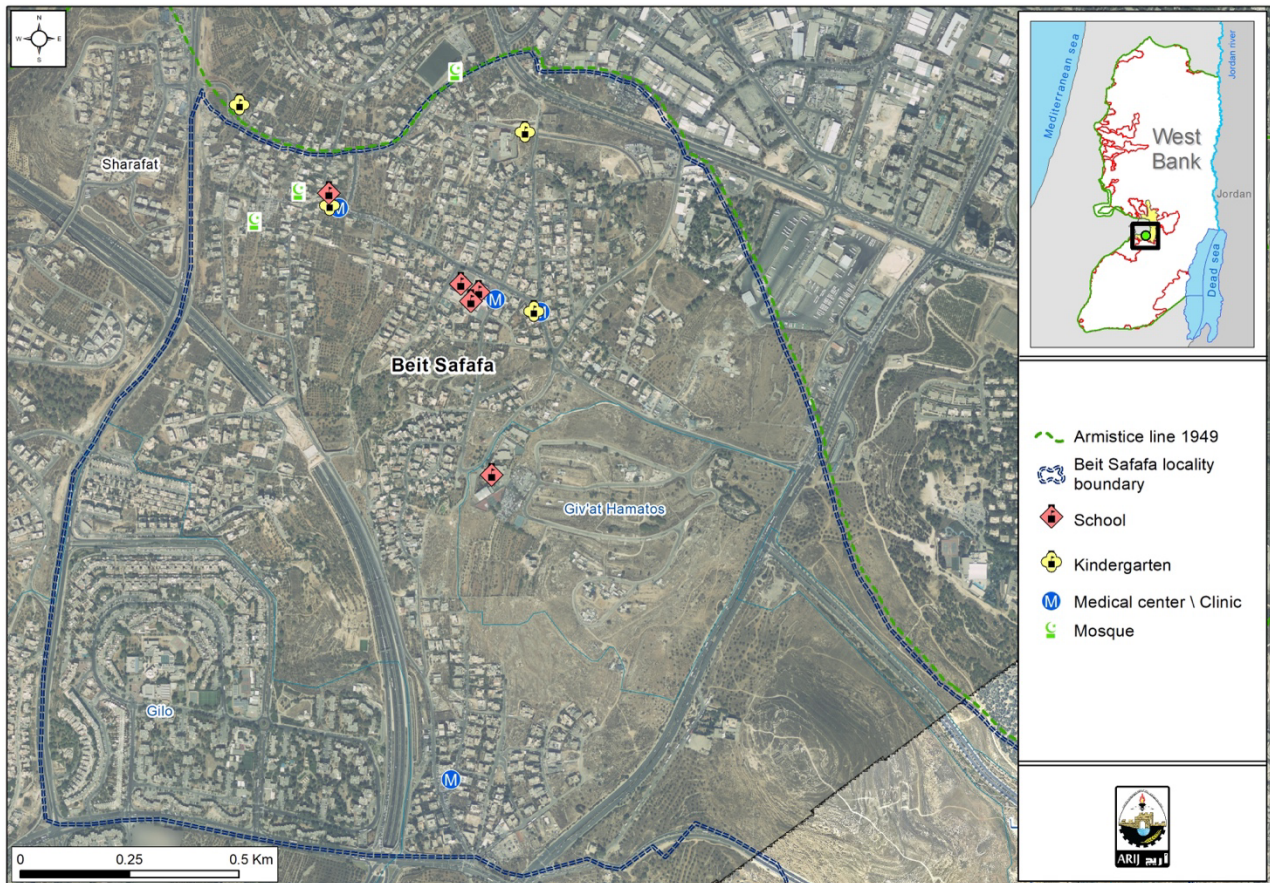 N
W E
S
Sharafat
Beit Safafa
Giv'at Hamatos
Gilo
0 0.25 0.5 Km
Mediterranean sea
Jordan river
West
Bank
Jordan
Dead sea
Armistice line 1949
Beit Safafa locality
boundary
School
Kindergarten
M Medical center \ Clinic
Mosque
ARIJ أريج
M
M
M
M